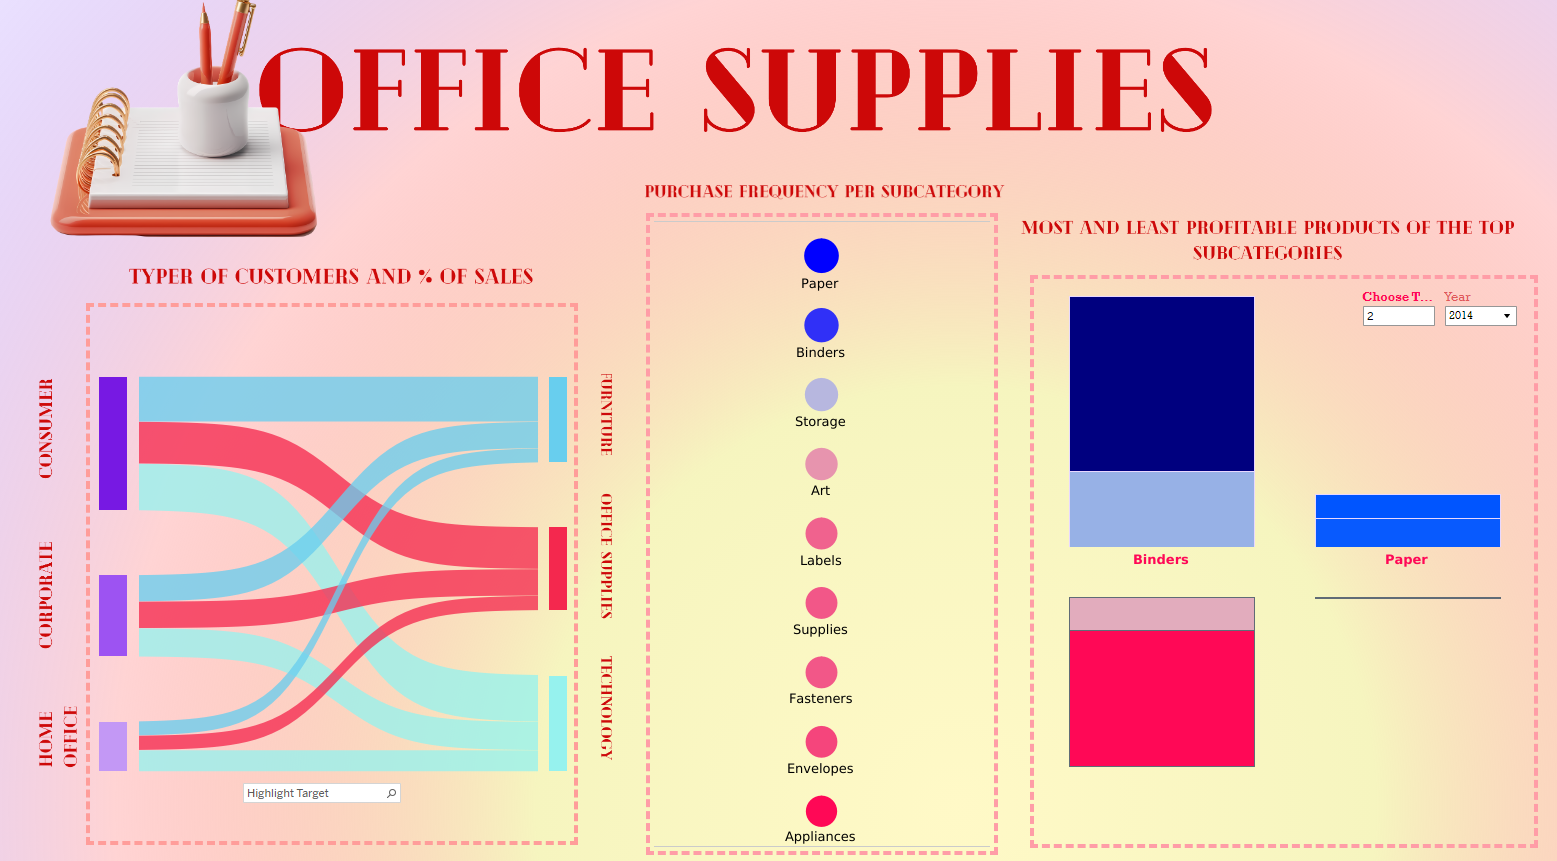 OFFICE SUPPLIES
TYPER OF CUSTOMERS AND % OF SALES
CONSUMER
CORPORATE
HOME
OFFICE
FURNITURE
OFFICE SUPPLIES
TECHNOLOGY
Highlight Target
PURCHASE FREQUENCY PER SUBCATEGORY
Paper
Binders
Storage
Art
Labels
Supplies
Fasteners
Envelopes
Appliances
MOST AND LEAST PROFITABLE PRODUCTS OF THE TOP
SUBCATEGORIES
Choose T... Year
2 2014
Binders Paper